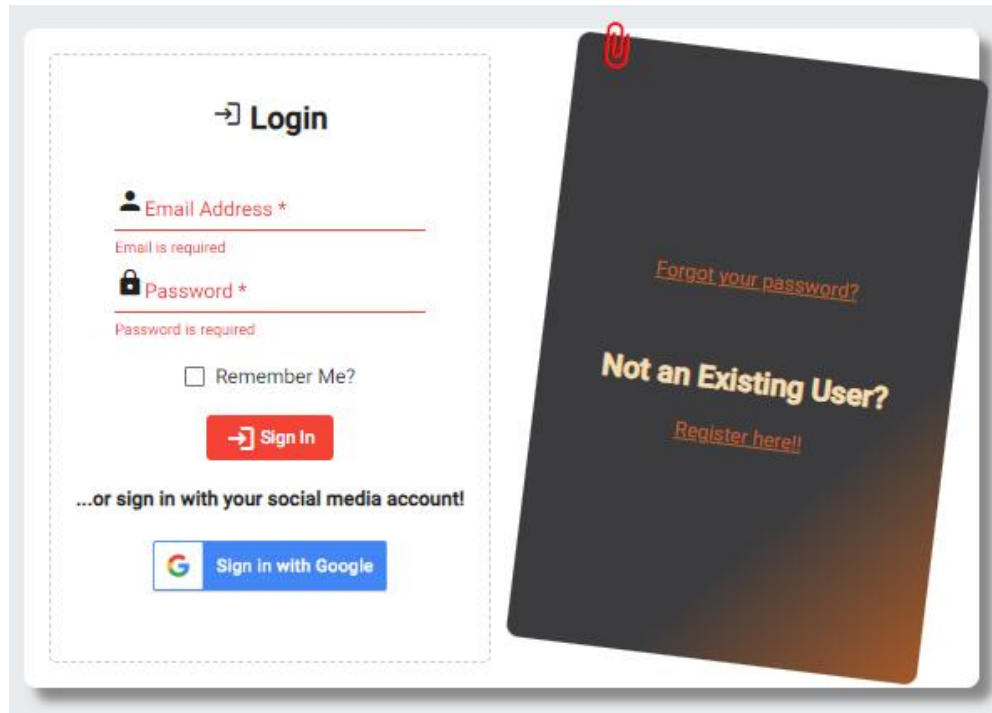 Login
Email Address *
Email is required
Password *
Password is required
Remember Me?
Sign In
...or sign in with your social media account!
Sign in with Google
Forgot your password?
Not an Existing User?
Register here!!